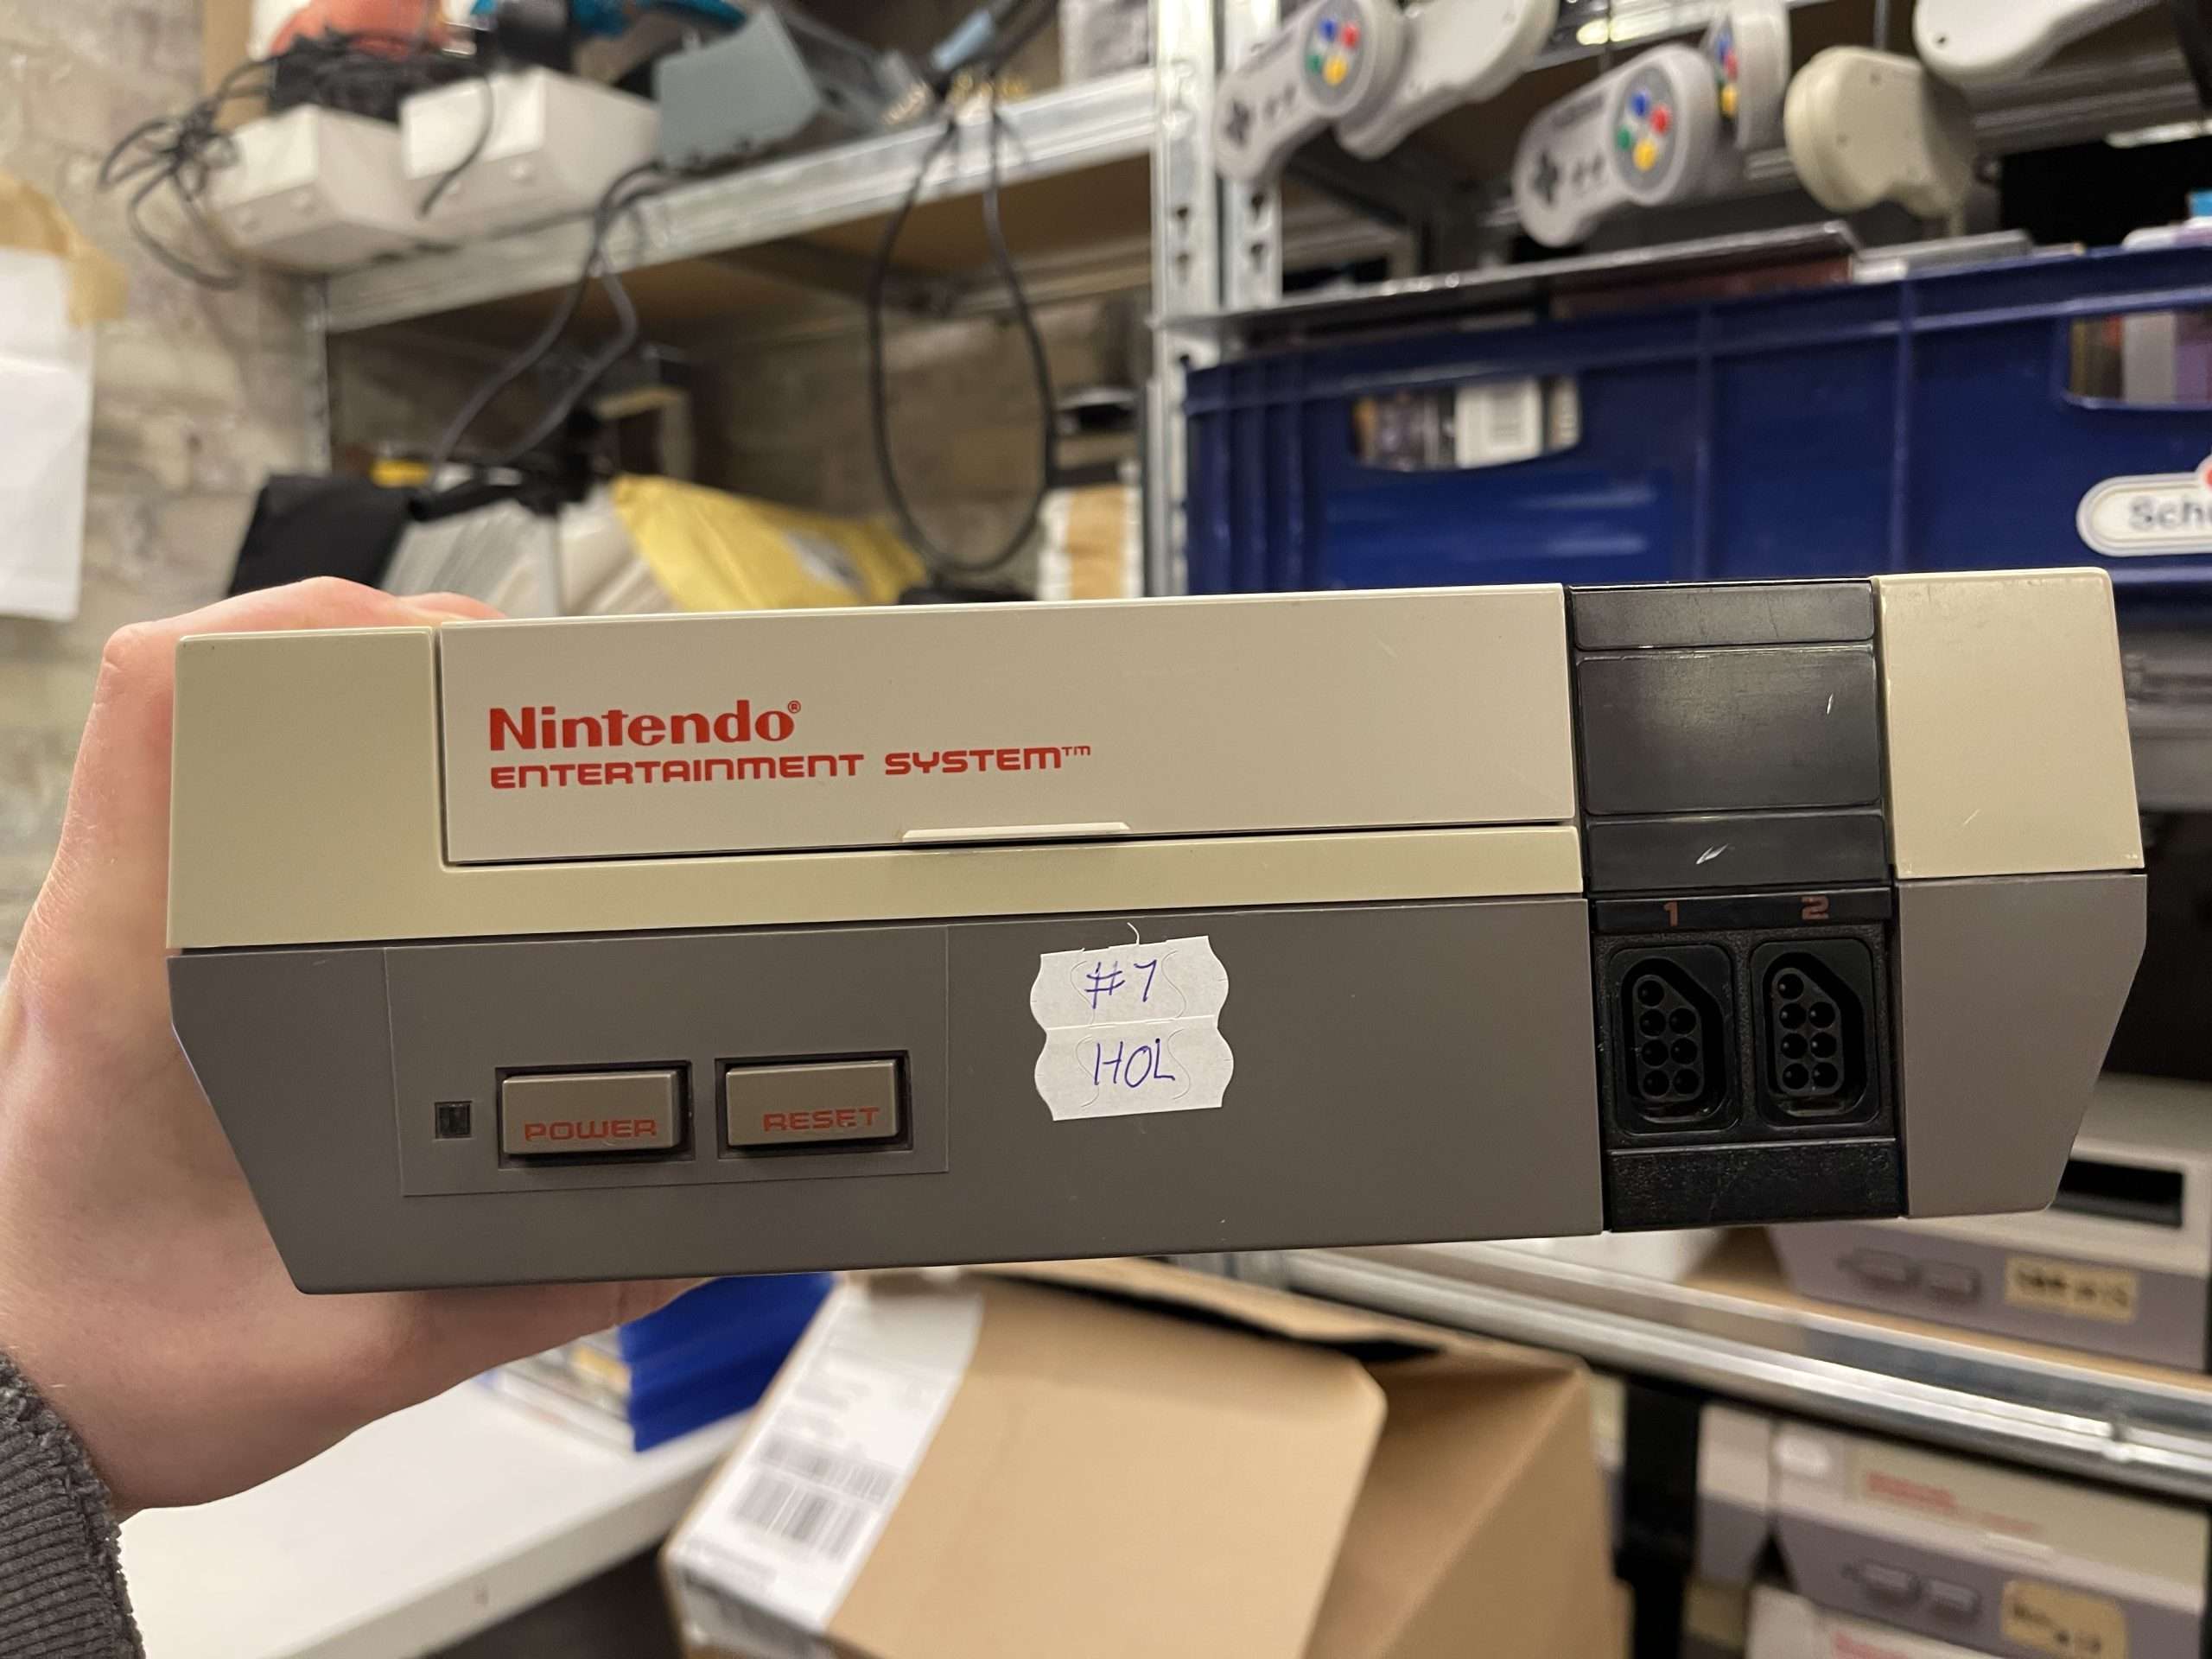 Nintendo®
ENTERTAINMENT SYSTEM™
1 2
#7
HOL
POWER
RESET